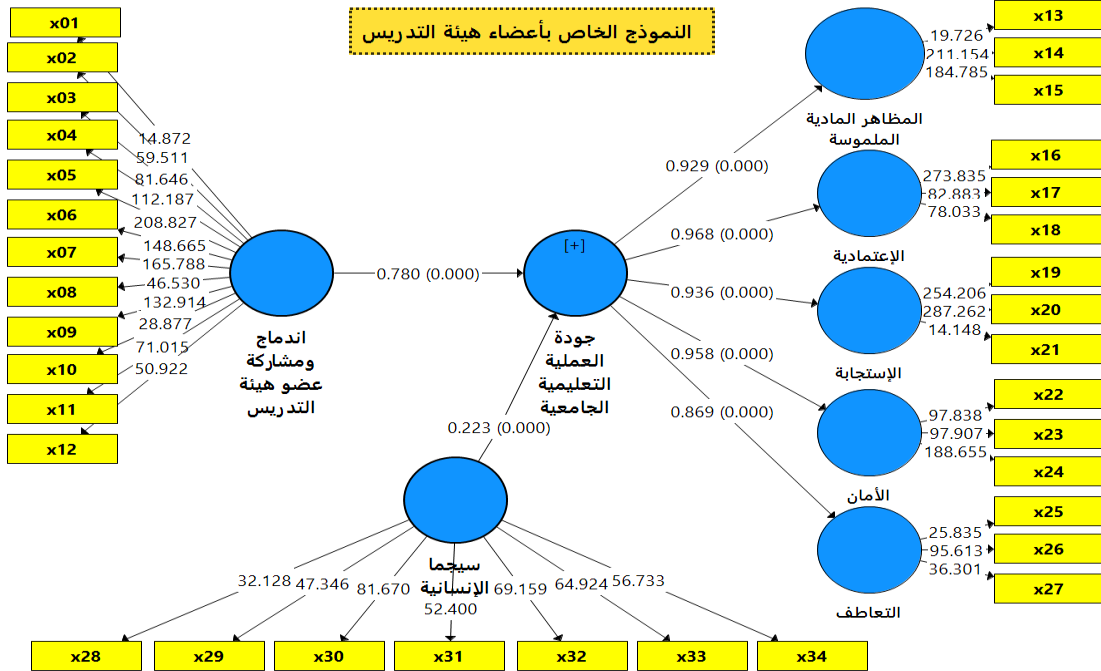 النموذج الخاص بأعضاء هيئة التدريس
x01
x02
x03
x04
x05
x06
x07
x08
x09
x10
x11
x12
14.872
59.511
81.646
112.187
208.827
148.665
165.788
46.530
132.914
28.877
71.015
50.922
اندماج
ومشاركة
عضو هيئة
التدريس
0.780 (0.000)
[+]
جودة
العملية
التعليمية
الجامعية
0.223 (0.000)
سيجما
الإنسانية
32.128
47.346
81.670
52.400
69.159
64.924
56.733
x28
x29
x30
x31
x32
x33
x34
0.929 (0.000)
0.968 (0.000)
0.936 (0.000)
0.958 (0.000)
0.869 (0.000)
المظاهر المادية
الملموسة
19.726
211.154
184.785
x13
x14
x15
الإعتمادية
273.835
82.883
78.033
x16
x17
x18
الإستجابة
254.206
287.262
14.148
x19
x20
x21
الأمان
97.838
97.907
188.655
x22
x23
x24
التعاطف
25.835
95.613
36.301
x25
x26
x27